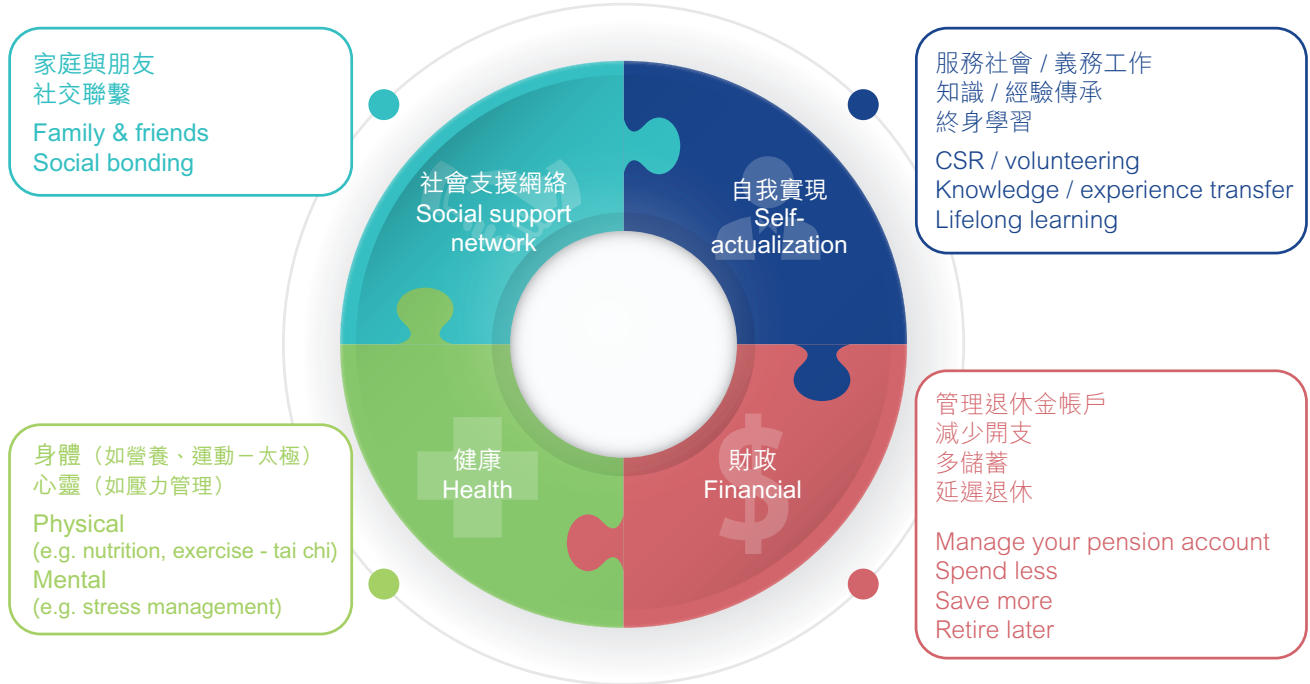 家庭與朋友
社交聯繫
Family & friends
Social bonding
社會支援網絡
Social support
network
自我實現
Self-
actualization
服務社會 / 義務工作
知識 / 經驗傳承
終身學習
CSR / volunteering
Knowledge / experience transfer
Lifelong learning
身體（如營養、運動－太極）
心靈（如壓力管理）
Physical
(e.g. nutrition, exercise - tai chi)
Mental
(e.g. stress management)
健康
Health
財政
Financial
管理退休金帳戶
減少開支
多儲蓄
延遲退休
Manage your pension account
Spend less
Save more
Retire later